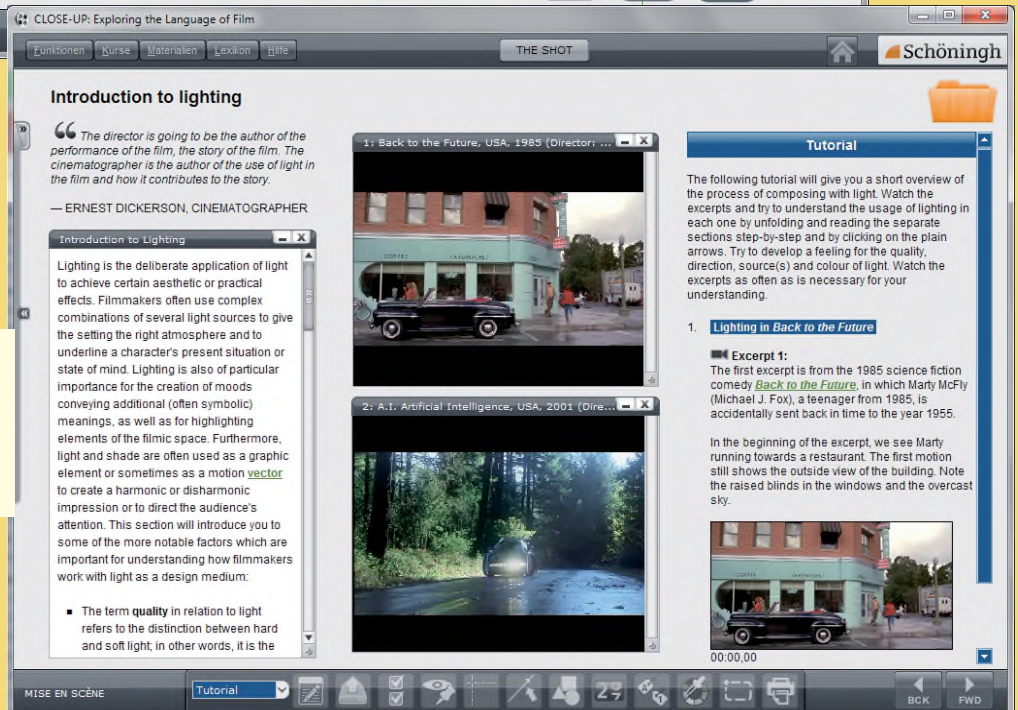 CLOSE-UP: Exploring the Language of Film
Funktionen Kurse Materialien Lexikon Hilfe
THE SHOT
Schöningh
Introduction to lighting
“ The director is going to be the author of the
performance of the film, the story of the film. The
cinematographer is the author of the use of light in
the film and how it contributes to the story.
— ERNEST DICKERSON, CINEMATOGRAPHER
Introduction to Lighting
Lighting is the deliberate application of light
to achieve certain aesthetic or practical
effects. Filmmakers often use complex
combinations of several light sources to give
the setting the right atmosphere and to
underline a character's present situation or
state of mind. Lighting is also of particular
importance for the creation of moods
conveying additional (often symbolic)
meanings, as well as for highlighting
elements of the filmic space. Furthermore,
light and shade are often used as a graphic
element or sometimes as a motion vector
to create a harmonic or disharmonic
impression or to direct the audience's
attention. This section will introduce you to
some of the more notable factors which are
important for understanding how filmmakers
work with light as a design medium:
■ The term quality in relation to light
refers to the distinction between hard
and soft light; in other words, it is the
1: Back to the Future, USA, 1985 (Director: ...
COFFEE
2: A.I. Artificial Intelligence, USA, 2001 (Dire...
Tutorial
The following tutorial will give you a short overview of
the process of composing with light. Watch the
excerpts and try to understand the usage of lighting in
each one by unfolding and reading the separate
sections step-by-step and by clicking on the plain
arrows. Try to develop a feeling for the quality,
direction, source(s) and colour of light. Watch the
excerpts as often as is necessary for your
understanding.
1. Lighting in Back to the Future
Excerpt 1:
The first excerpt is from the 1985 science fiction
comedy Back to the Future, in which Marty McFly
(Michael J. Fox), a teenager from 1985, is
accidentally sent back in time to the year 1955.
In the beginning of the excerpt, we see Marty
running towards a restaurant. The first motion
still shows the outside view of the building. Note
the raised blinds in the windows and the overcast
sky.
COFFEE
00:00,00
MISE EN SCÈNE
Tutorial
BCK
FWD